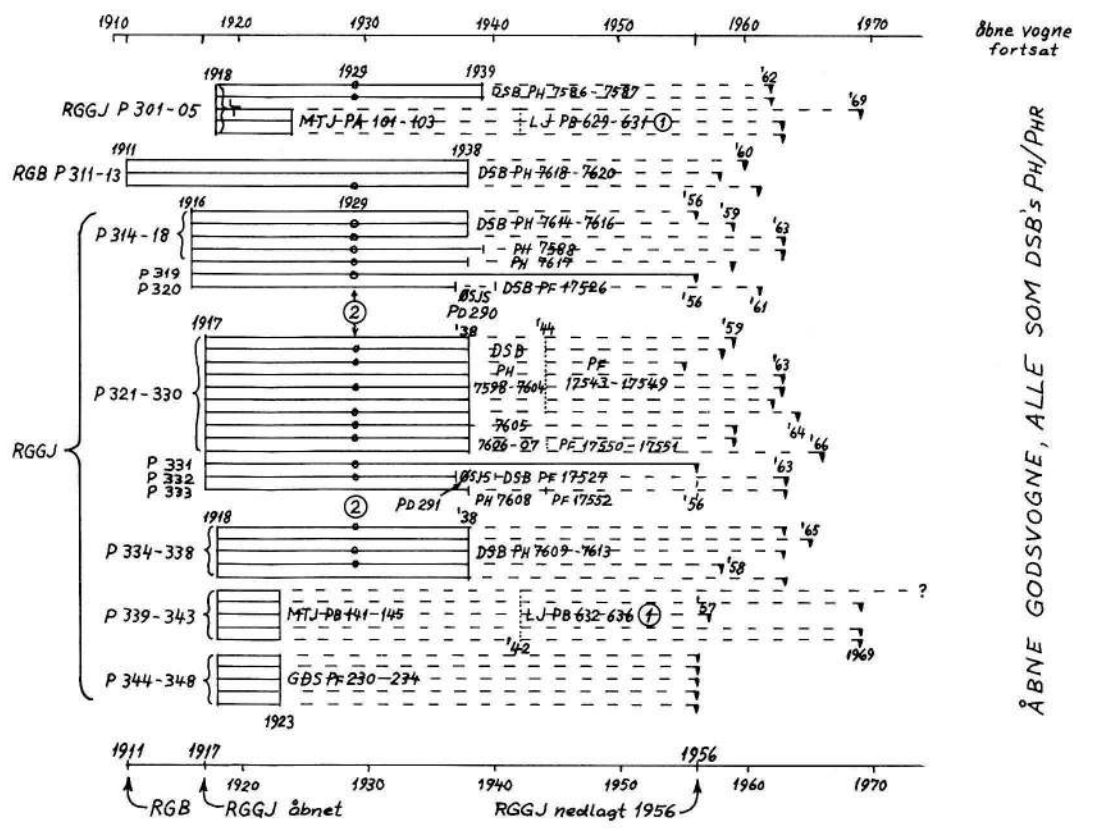 1910 1920 1930 1940 1950 1960 1970
åbne vogne
fortsat
1918 1929 1939 '62
RGGJ P 301-05
DSB PH 7586 - 7587
'69
MTJ PA 101-103 LJ PB 629-631 ①
1911 1938 '60
RGB P 311-13 DSB PH 7618 - 7620
1916 1929 '56 '59
P 314-18 DSB PH 7614-7616 '63
PH 7588
PH 7617
P 319
P 320 ØSJS DSB PF 17526 '56 '61
② PD 290
1917 '38 '44 '59
DSB
PH PF '63
P 321-330 7598-7604 17543-17549
7605 '64 '66
7606-07 PF 17550-17551
RGGJ
P 331 '63
P 332 ØSJS DSB PF 17527
P 333 PD 291 PH 7608 PF 17552 '56
②
1918 '38 '65
P 334-338 DSB PH 7609-7613
'58
?
P 339-343 MTJ PB 141-145 LJ PB 632-636 ① '57
'42 1969
P 344-348 GDS PF 230-234
1923
ÅBNE GODSVOGNE, ALLE SOM DSB's PH/PHR
1911 1917 1956
1920 1930 1940 1950 1960 1970
RGB RGGJ åbnet RGGJ nedlagt 1956